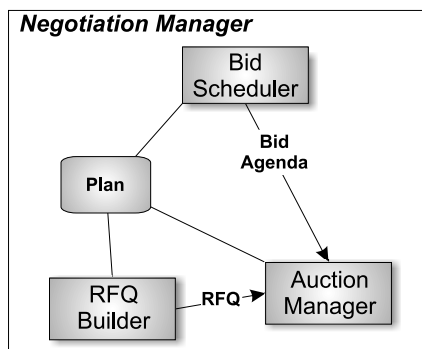 Negotiation Manager
Bid
Scheduler
Bid
Agenda
Plan
RFQ
Builder
RFQ
Auction
Manager